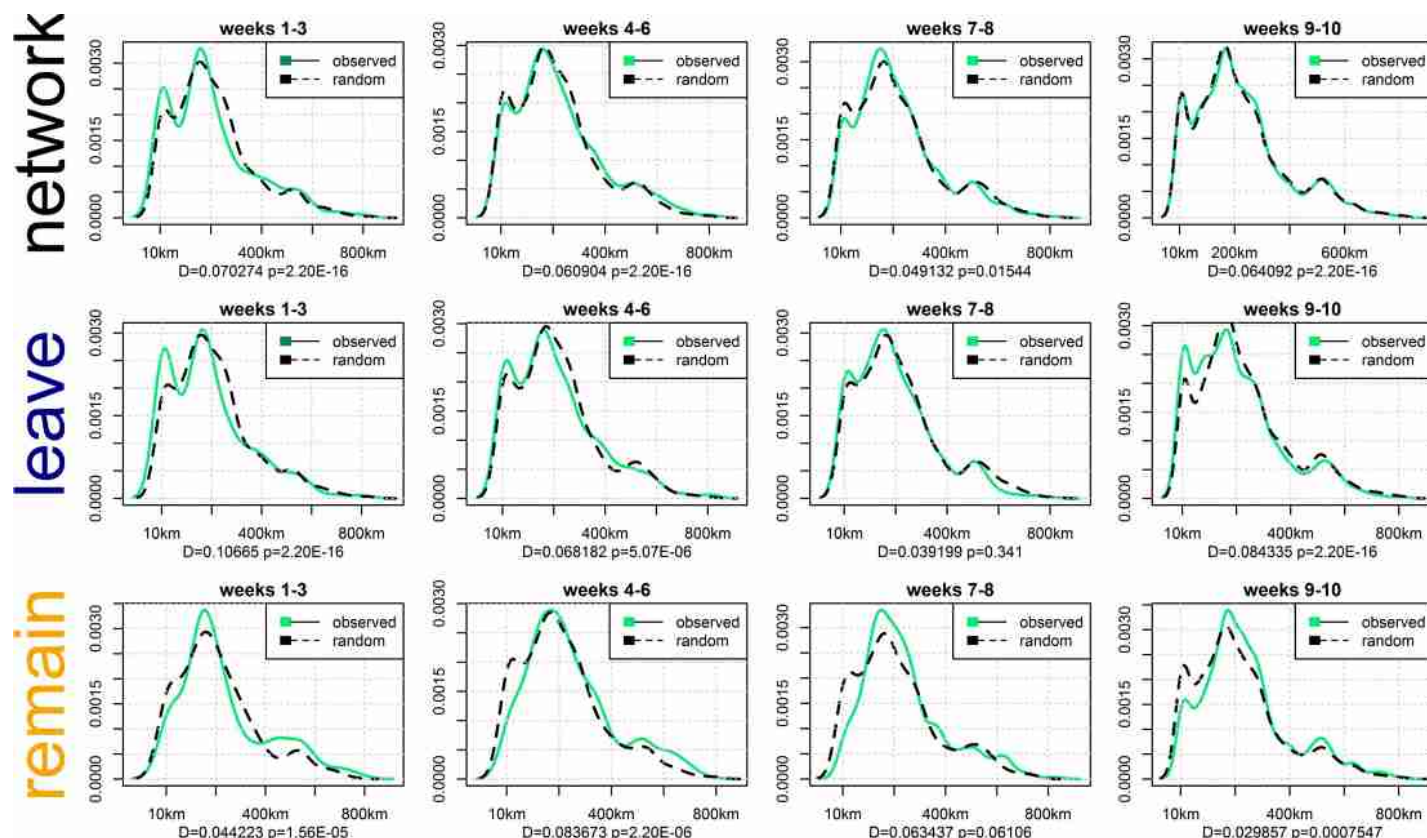 network
weeks 1-3
0.0000 0.0015 0.0030
observed
random
10km 400km 800km
D=0.070274 p=2.20E-16
weeks 4-6
0.0000 0.0015 0.0030
observed
random
10km 400km 800km
D=0.060904 p=2.20E-16
weeks 7-8
0.0000 0.0015 0.0030
observed
random
10km 400km 800km
D=0.049132 p=0.01544
weeks 9-10
0.0000 0.0015 0.0030
observed
random
10km 200km 600km
D=0.064092 p=2.20E-16
leave
weeks 1-3
0.0000 0.0015 0.0030
observed
random
10km 400km 800km
D=0.10665 p=2.20E-16
weeks 4-6
0.0000 0.0015 0.0030
observed
random
10km 400km 800km
D=0.068182 p=5.07E-06
weeks 7-8
0.0000 0.0015 0.0030
observed
random
10km 400km 800km
D=0.039199 p=0.341
weeks 9-10
0.0000 0.0015 0.0030
observed
random
10km 400km 800km
D=0.084335 p=2.20E-16
remain
weeks 1-3
0.0000 0.0015 0.0030
observed
random
10km 400km 800km
D=0.044223 p=1.56E-05
weeks 4-6
0.0000 0.0015 0.0030
observed
random
10km 400km 800km
D=0.083673 p=2.20E-06
weeks 7-8
0.0000 0.0015 0.0030
observed
random
10km 400km 800km
D=0.063437 p=0.06106
weeks 9-10
0.0000 0.0015 0.0030
observed
random
10km 400km 800km
D=0.029857 p=0.0007547